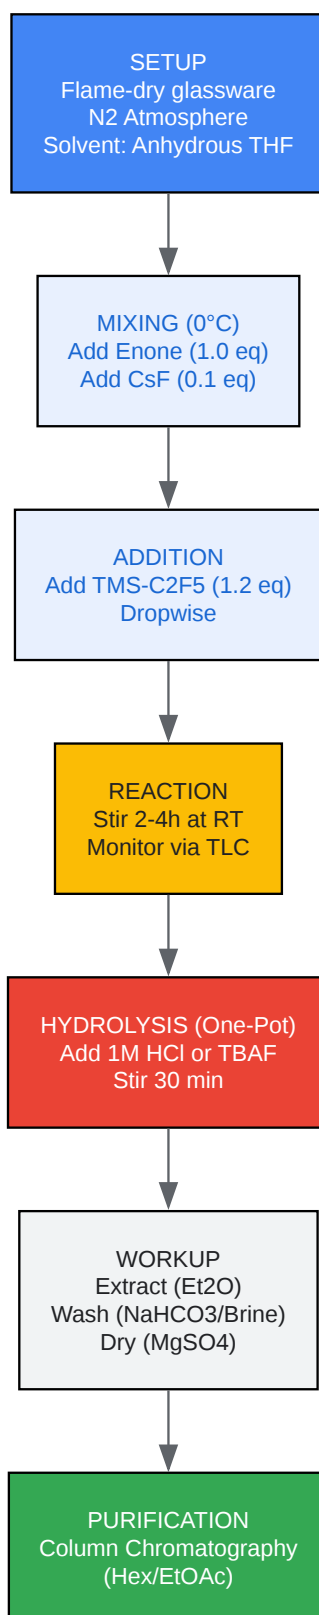 SETUP
Flame-dry glassware
N2 Atmosphere
Solvent: Anhydrous THF
MIXING (0°C)
Add Enone (1.0 eq)
Add CsF (0.1 eq)
ADDITION
Add TMS-C2F5 (1.2 eq)
Dropwise
REACTION
Stir 2-4h at RT
Monitor via TLC
HYDROLYSIS (One-Pot)
Add 1M HCl or TBAF
Stir 30 min
WORKUP
Extract (Et2O)
Wash (NaHCO3/Brine)
Dry (MgSO4)
PURIFICATION
Column Chromatography
(Hex/EtOAc)